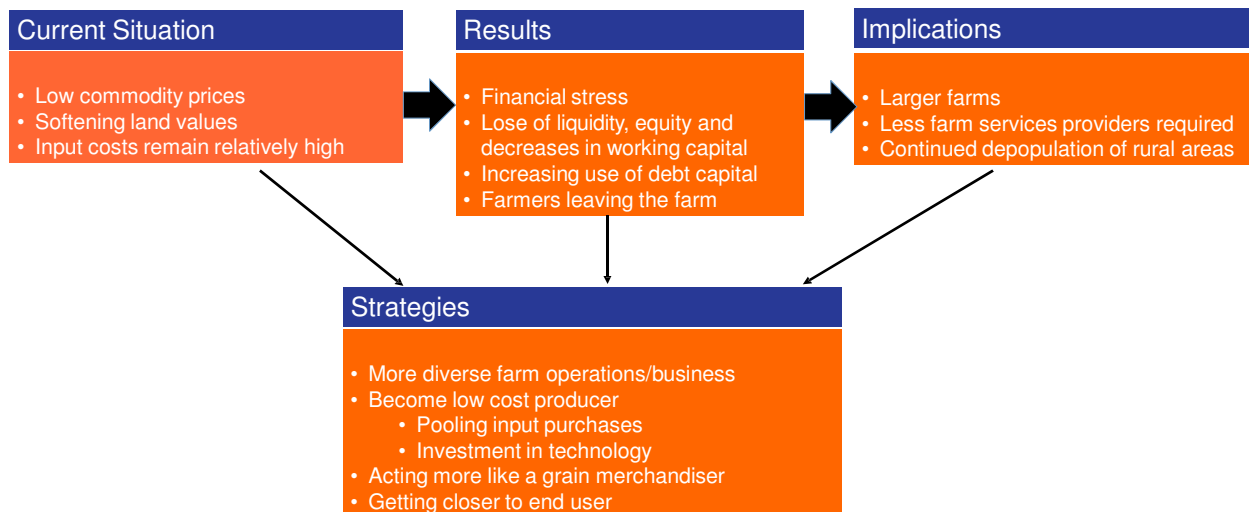 Current Situation
• Low commodity prices
• Softening land values
• Input costs remain relatively high
Results
• Financial stress
• Lose of liquidity, equity and
decreases in working capital
• Increasing use of debt capital
• Farmers leaving the farm
Implications
• Larger farms
• Less farm services providers required
• Continued depopulation of rural areas
Strategies
• More diverse farm operations/business
• Become low cost producer
• Pooling input purchases
• Investment in technology
• Acting more like a grain merchandiser
• Getting closer to end user